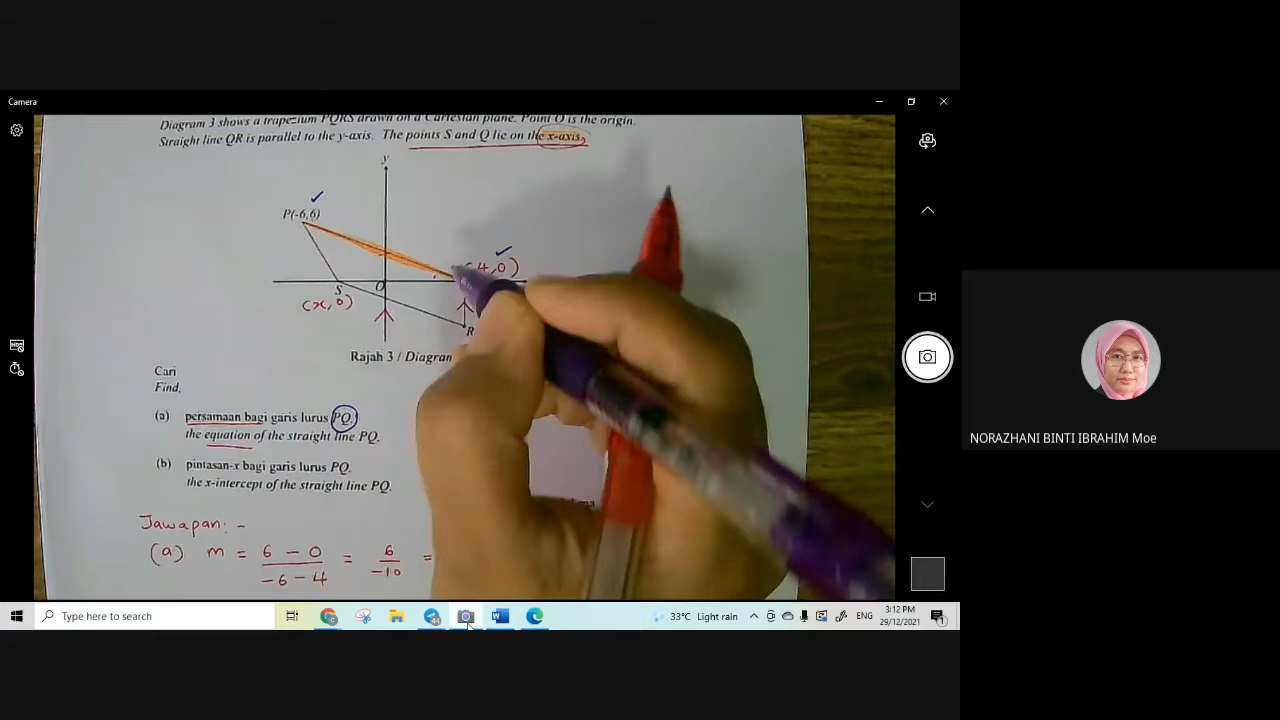 Camera
Diagram 3 shows a trapezium PQRS drawn on a Cartesian plane. Point O is the origin.
Straight line QR is parallel to the y-axis. The points S and Q lie on the x-axis.
y
P(-6,6)
4,0)
S
O
(x, 0)
R
Rajah 3 / Diagram
Cari
Find,
(a) persamaan bagi garis lurus PQ.
the equation of the straight line PQ.
(b) pintasan-x bagi garis lurus PQ.
the x-intercept of the straight line PQ.
Jawapan: -
(a) m = 6 - 0 / -6 - 4 = 6 / -10 =
NORAZHANI BINTI IBRAHIM Moe
Type here to search
33°C Light rain
ENG
3:12 PM
29/12/2021